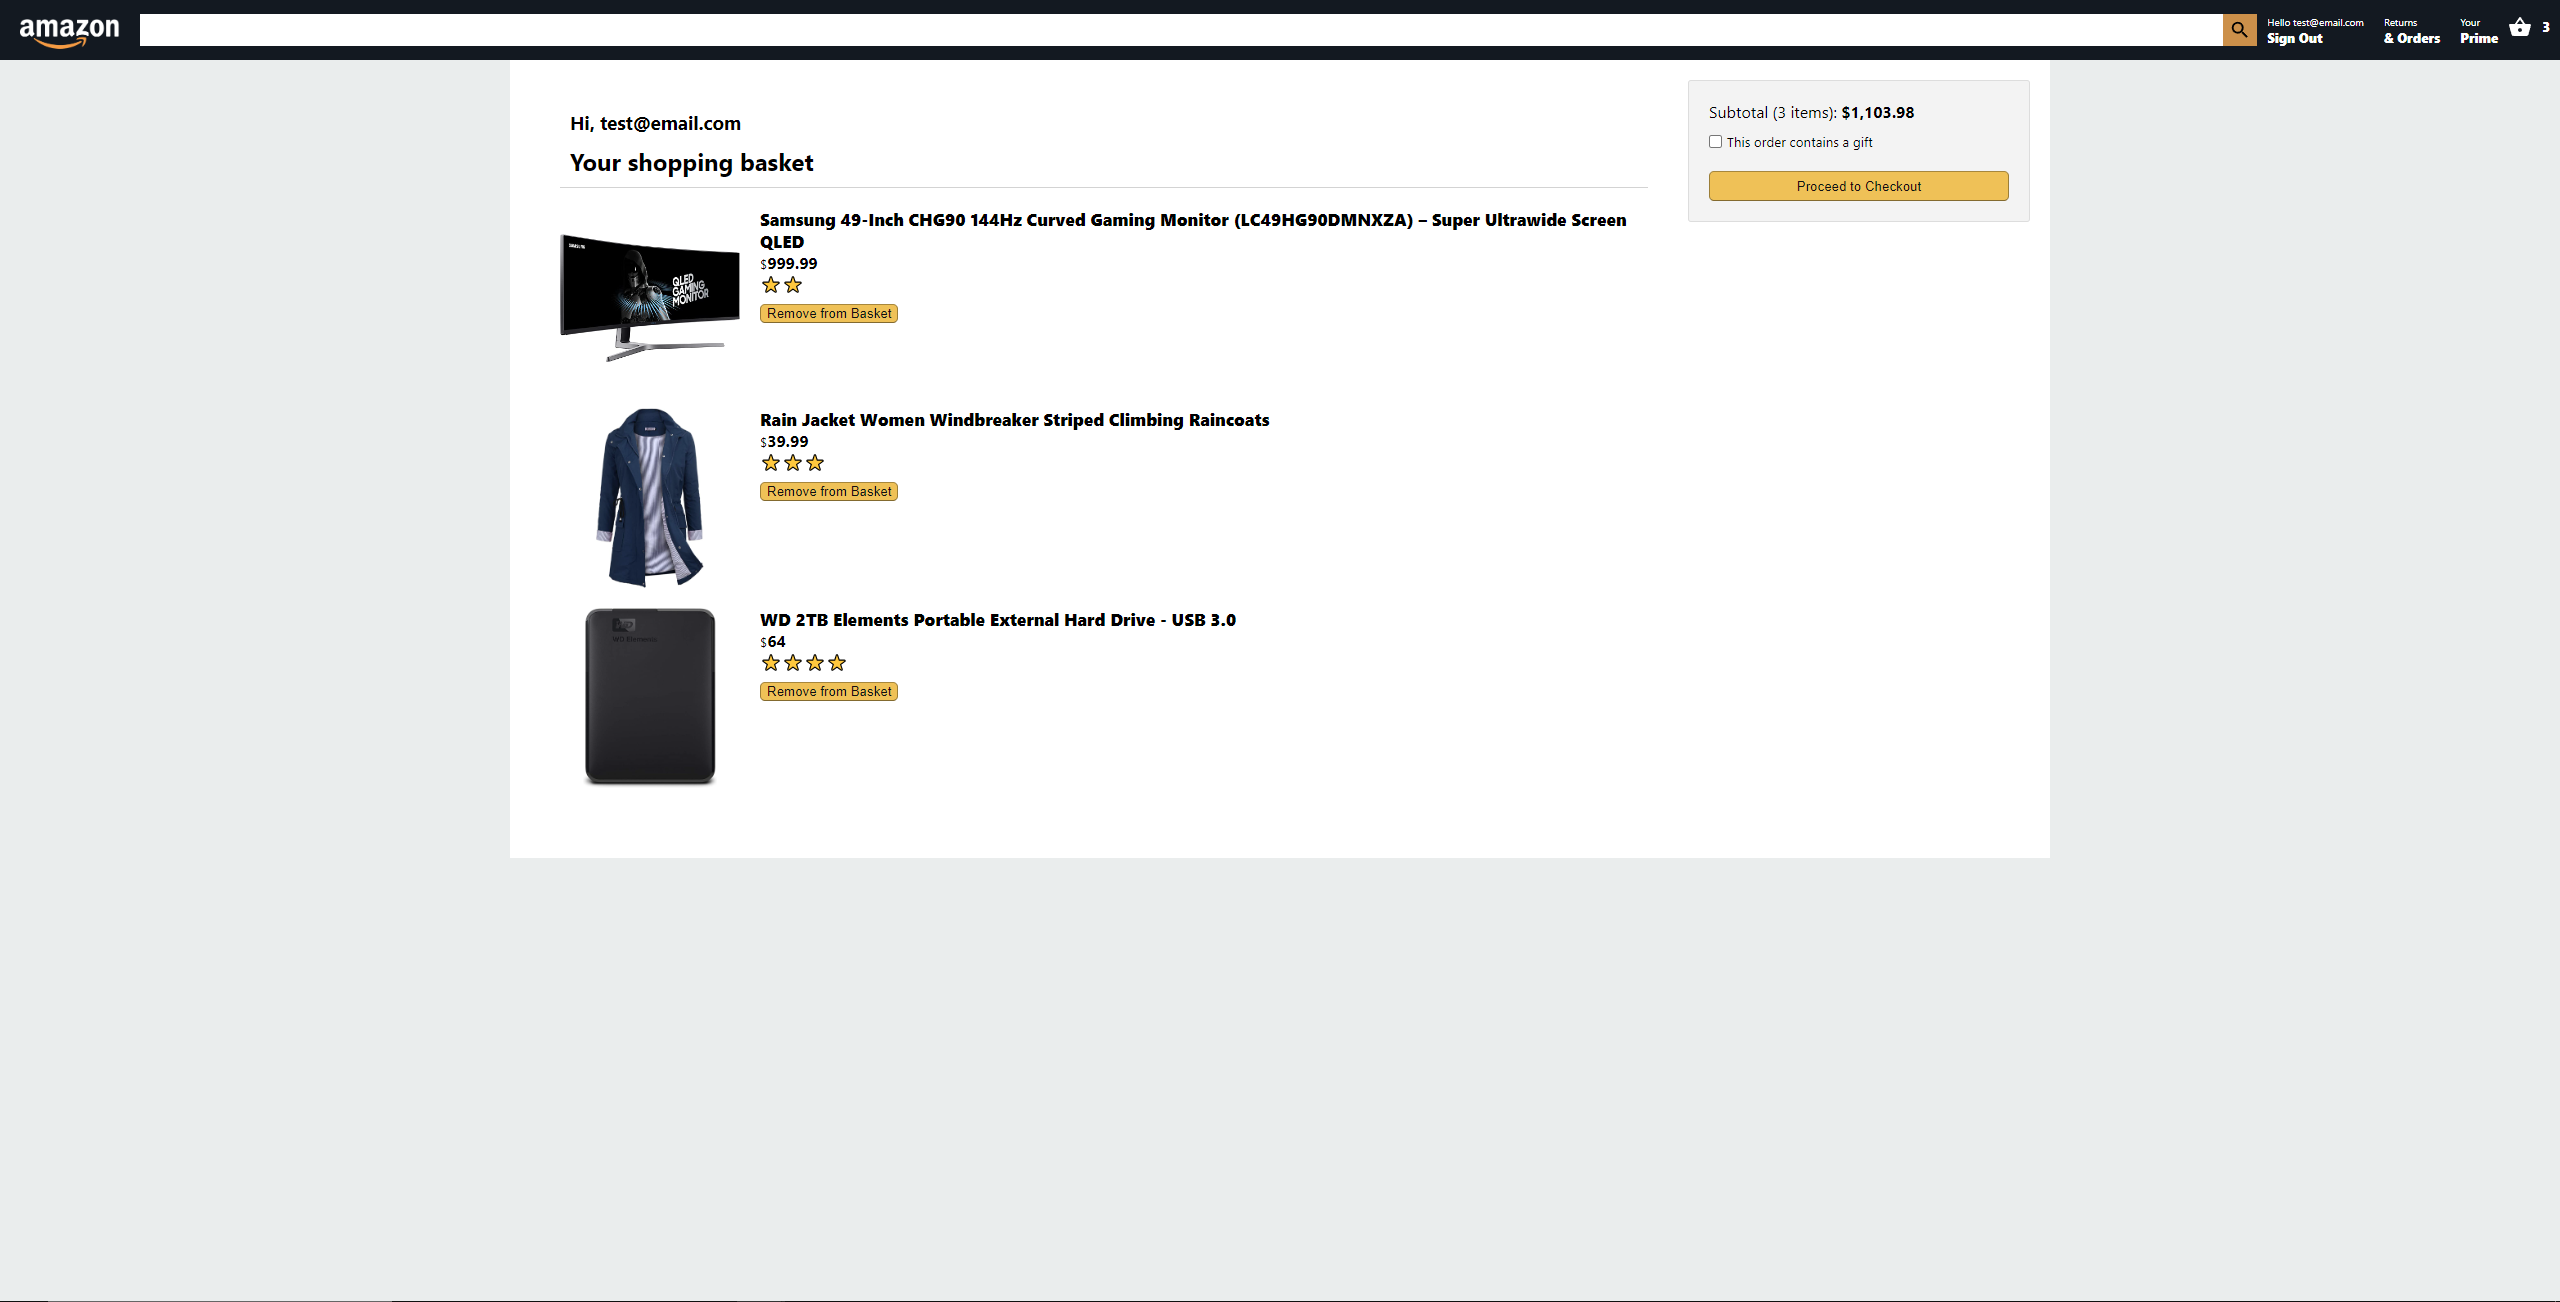 amazon
Hello test@email.com
Sign Out
Returns
& Orders
Your
Prime
3
Hi, test@email.com
Your shopping basket
Samsung 49-Inch CHG90 144Hz Curved Gaming Monitor (LC49HG90DMNXZA) – Super Ultrawide Screen
QLED
$999.99
Remove from Basket
SAMSUNG
QLED
GAMING
MONITOR
Rain Jacket Women Windbreaker Striped Climbing Raincoats
$39.99
Remove from Basket
WD 2TB Elements Portable External Hard Drive - USB 3.0
$64
Remove from Basket
WD
WD Elements
Subtotal (3 items): $1,103.98
This order contains a gift
Proceed to Checkout